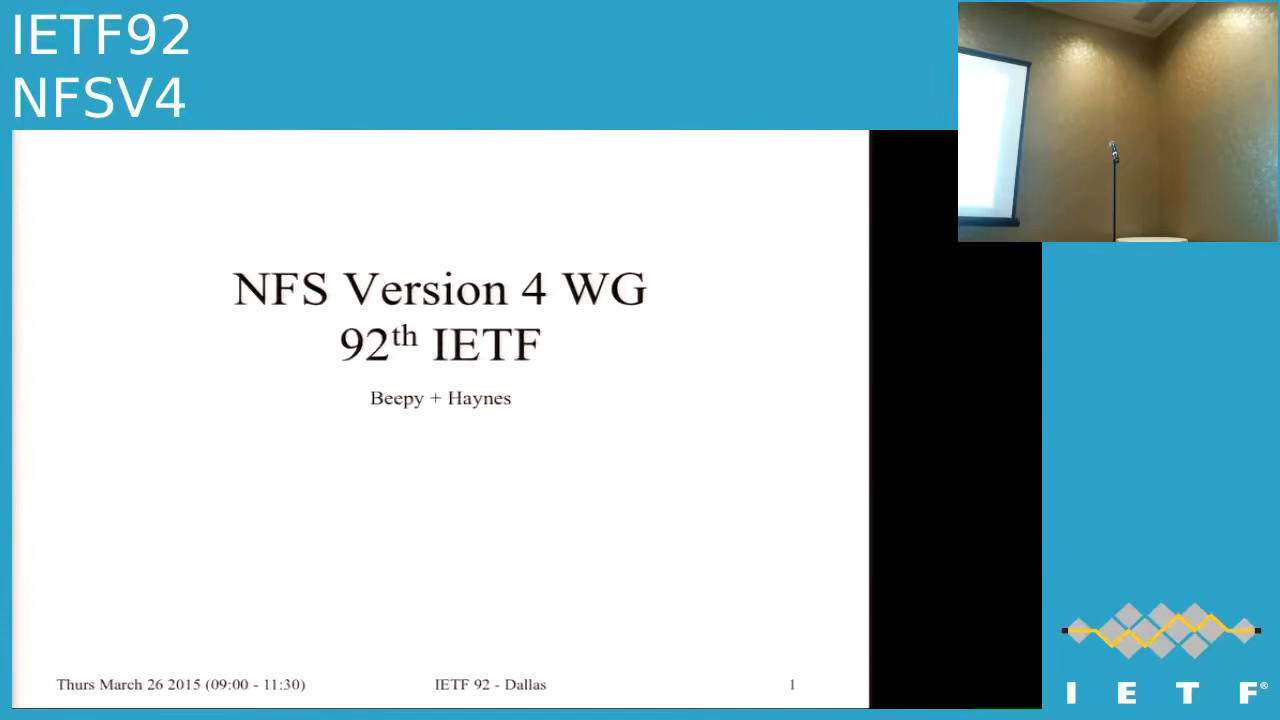 IETF92
NFSV4
NFS Version 4 WG
92th IETF
Beepy + Haynes
Thurs March 26 2015 (09:00 - 11:30)
IETF 92 - Dallas
1
I E T F®